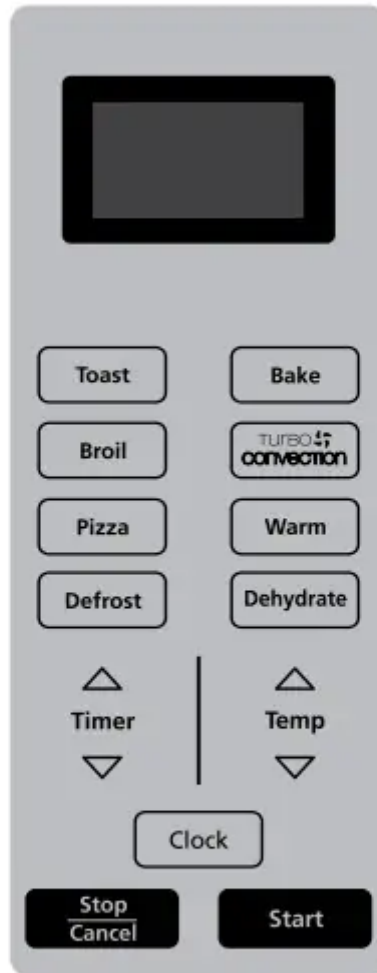 Toast
Bake
Broil
TURBO
CONVECTION
Pizza
Warm
Defrost
Dehydrate
Timer
Temp
Clock
Stop
Cancel
Start